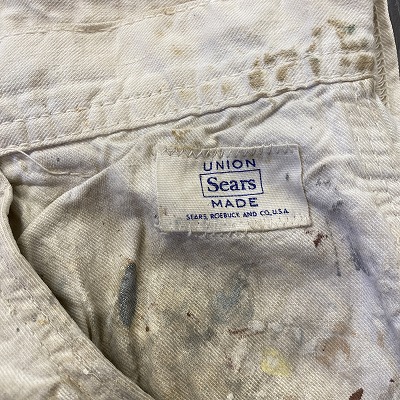 UNION
Sears
MADE
SEARS, ROEBUCK AND CO., U.S.A.